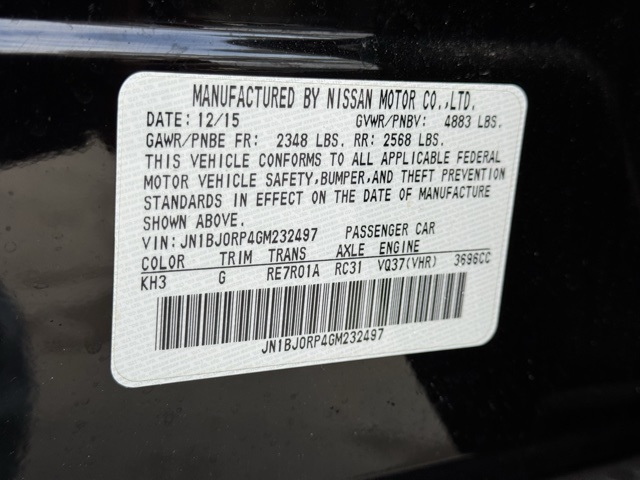 MANUFACTURED BY NISSAN MOTOR CO.,LTD.
DATE: 12/15 GVWR/PNBV: 4883 LBS.
GAWR/PNBE FR: 2348 LBS. RR: 2568 LBS.
THIS VEHICLE CONFORMS TO ALL APPLICABLE FEDERAL
MOTOR VEHICLE SAFETY,BUMPER,AND THEFT PREVENTION
STANDARDS IN EFFECT ON THE DATE OF MANUFACTURE
SHOWN ABOVE.
VIN: JN1BJ0RP4GM232497 PASSENGER CAR
COLOR TRIM TRANS AXLE ENGINE
KH3 G RE7R01A RC31 VQ37(VHR) 3696CC
JN1BJ0RP4GM232497